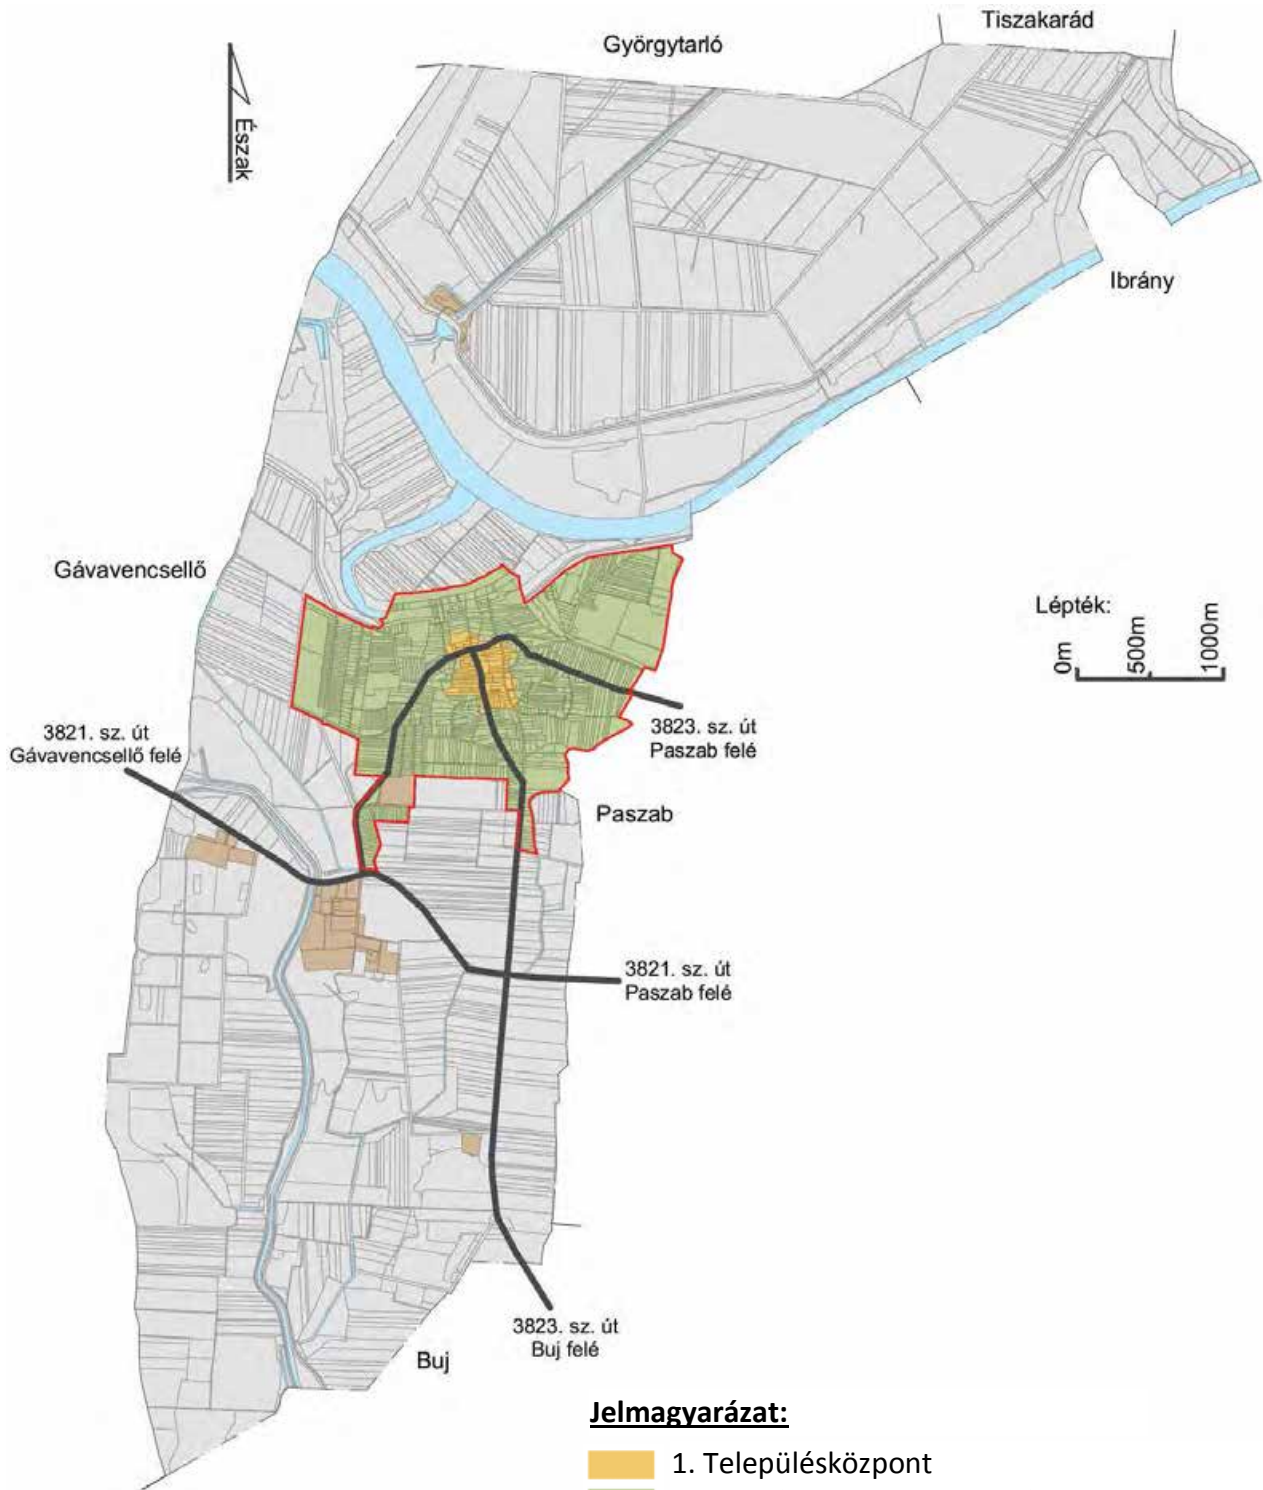 Tiszakarád
Györgytarló
Észak
Ibrány
Gávavencsellő
Lépték:
0m
500m
1000m
3821. sz. út
Gávavencsellő felé
3823. sz. út
Paszab felé
Paszab
3821. sz. út
Paszab felé
3823. sz. út
Buj felé
Buj
Jelmagyarázat:
1. Településközpont